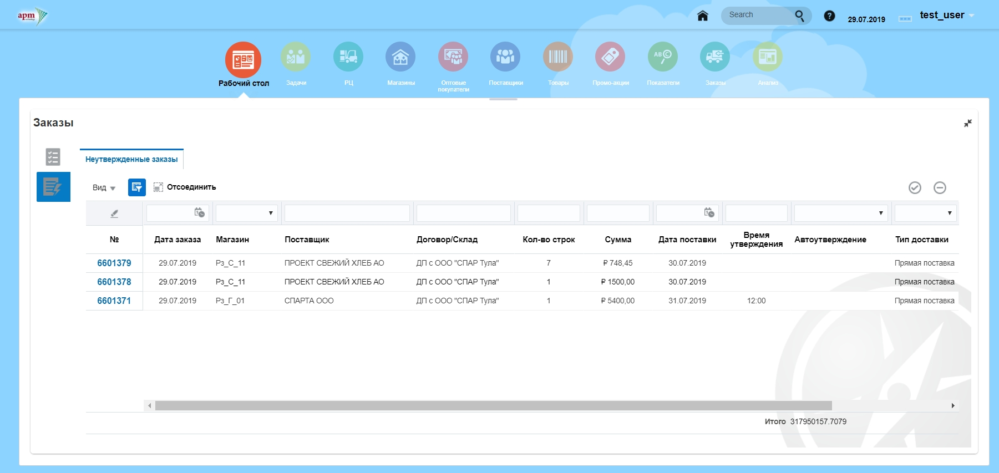 apm
technology
Search
29.07.2019
test_user
Рабочий стол
Задачи
РЦ
Магазины
Оптовые
покупатели
Поставщики
Товары
Промо-акции
ABC
Показатели
Заказы
Анализ
Заказы
Неутвержденные заказы
Вид
Отсоединить
№ Дата заказа Магазин Поставщик Договор/Склад Кол-во строк Сумма Дата поставки Время утверждения Автоутверждение Тип доставки
6601379 29.07.2019 Рз_С_11 ПРОЕКТ СВЕЖИЙ ХЛЕБ АО ДП с ООО "СПАР Тула" 7 ₽ 748,45 30.07.2019 Прямая поставка
6601378 29.07.2019 Рз_С_11 ПРОЕКТ СВЕЖИЙ ХЛЕБ АО ДП с ООО "СПАР Тула" 1 ₽ 1500,00 30.07.2019 Прямая поставка
6601371 29.07.2019 Рз_Г_01 СПАРТА ООО ДП с ООО "СПАР Тула" 1 ₽ 5400,00 31.07.2019 12:00 Прямая поставка
Итого 317950157.7079